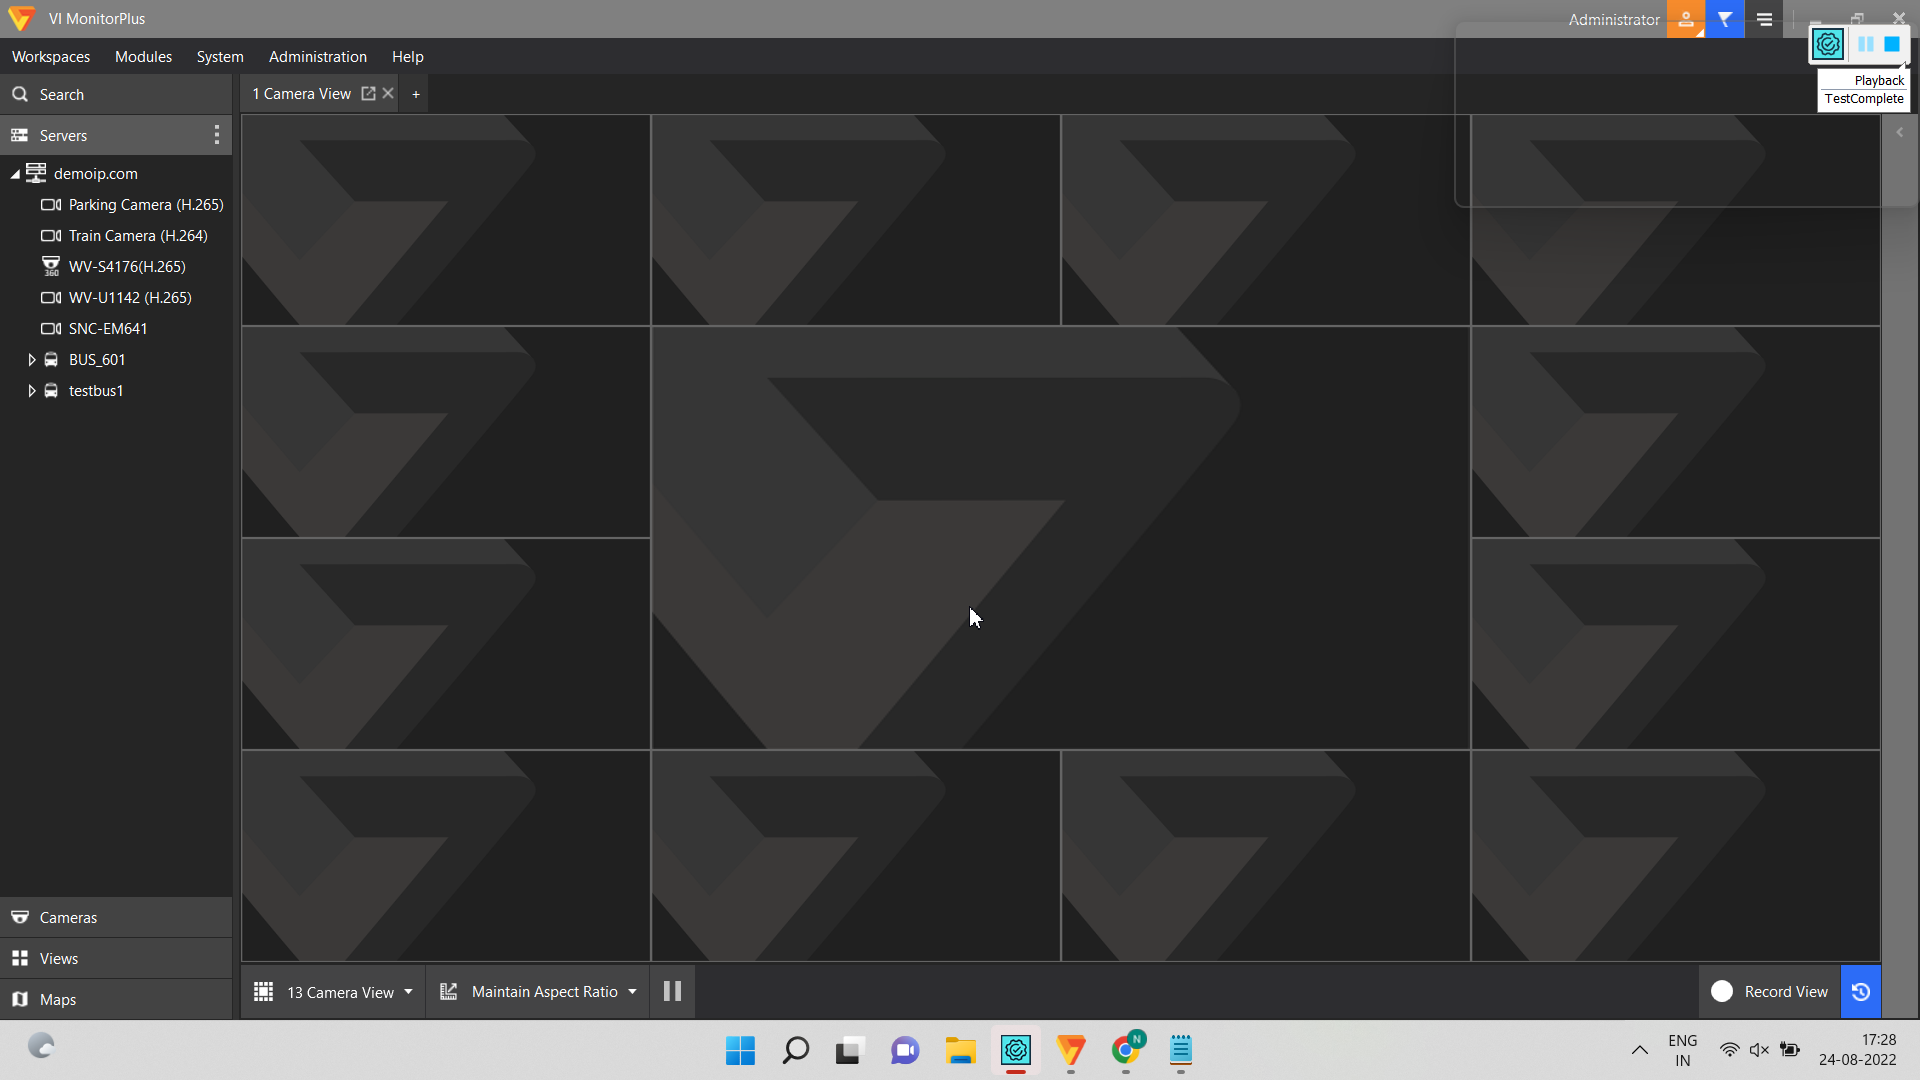 VI MonitorPlus
Administrator
Workspaces Modules System Administration Help
Playback
TestComplete
Search
1 Camera View +
Servers
demoip.com
Parking Camera (H.265)
Train Camera (H.264)
360 WV-S4176(H.265)
WV-U1142 (H.265)
SNC-EM641
BUS_601
testbus1
Cameras
Views
Maps
13 Camera View Maintain Aspect Ratio Record View
N
ENG
IN
17:28
24-08-2022